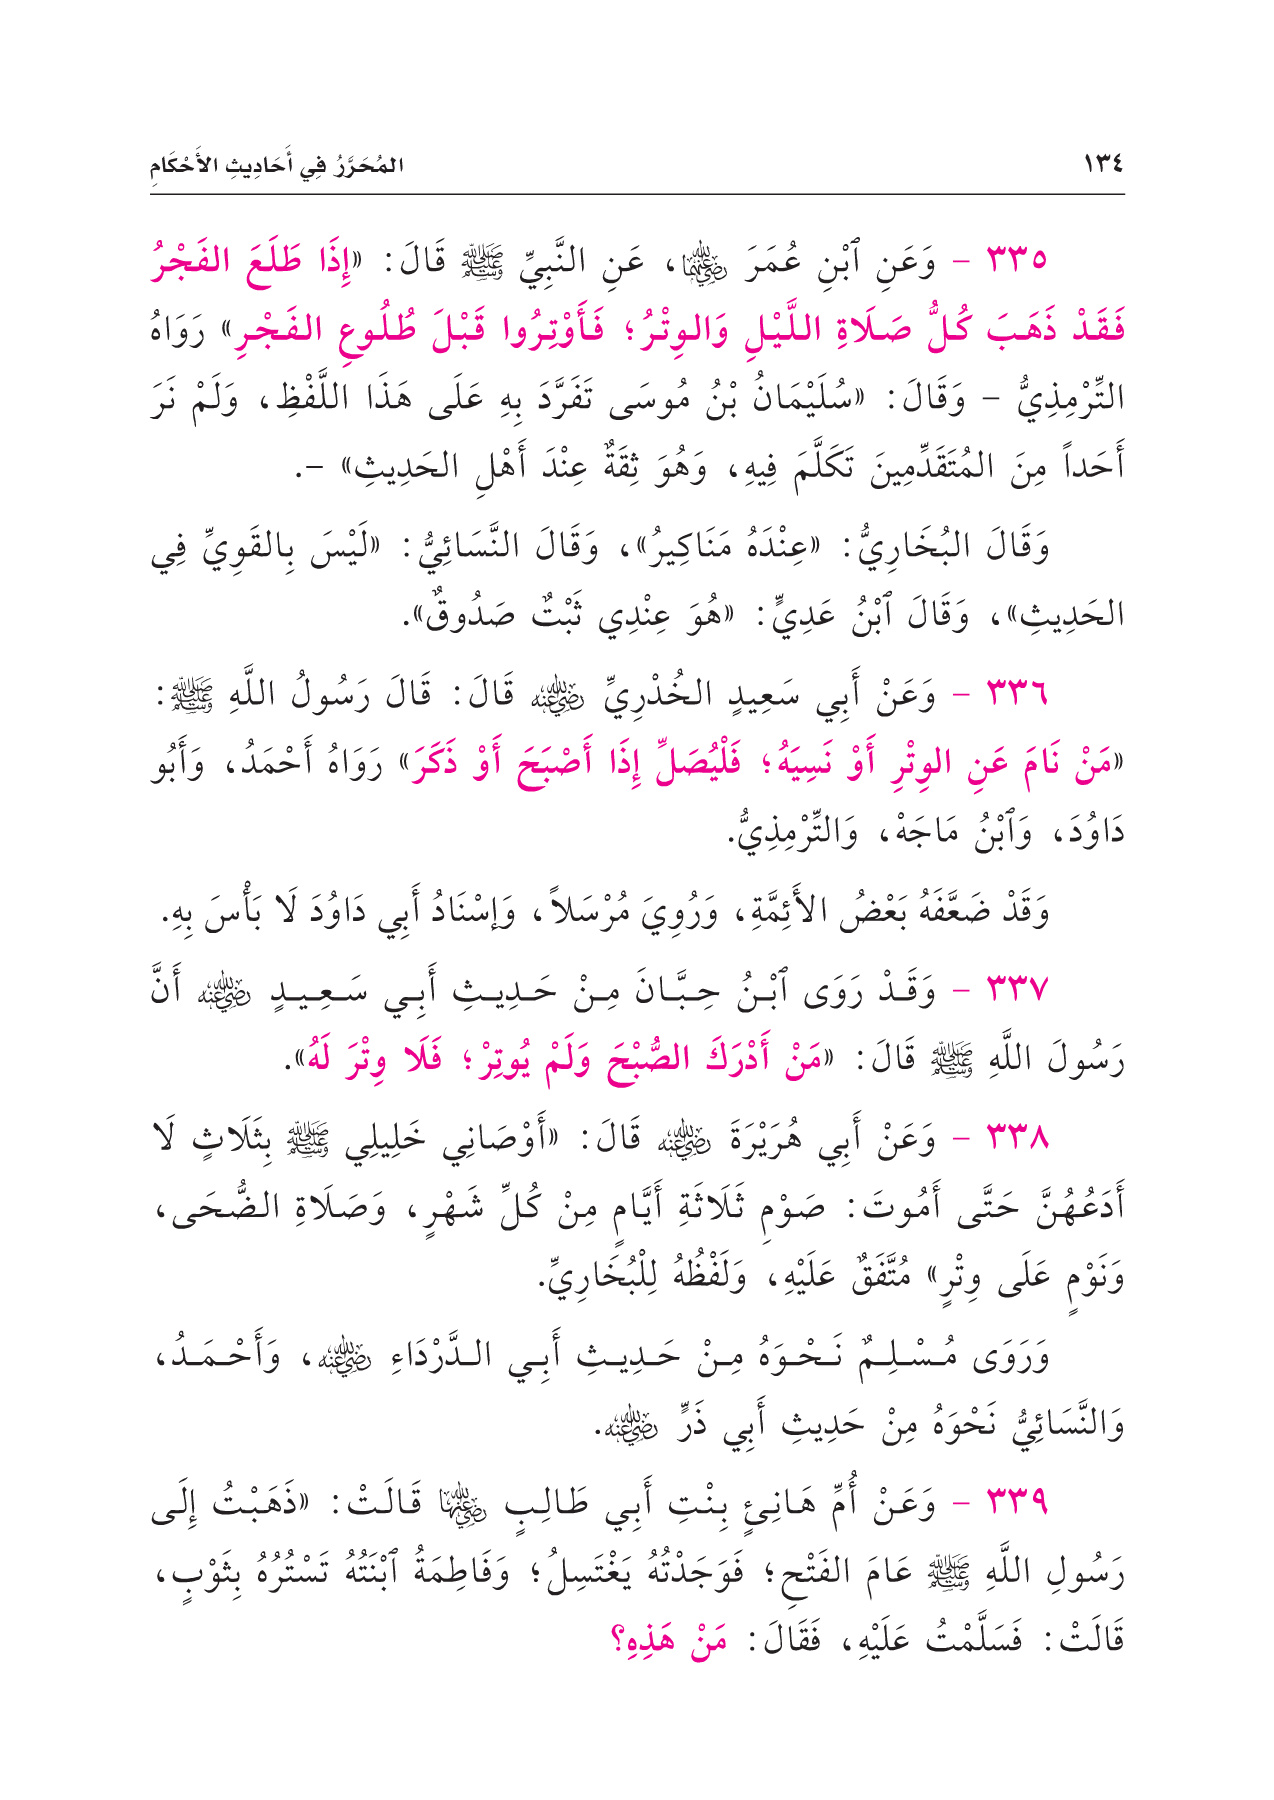 ١٣٤ المُحَرَّرُ فِي أَحَادِيثِ الأَحْكَامِ
٣٣٥ - وَعَنِ ٱبْنِ عُمَرَ رضي الله عنهما، عَنِ النَّبِيِّ ﷺ قَالَ: «إِذَا طَلَعَ الفَجْرُ
فَقَدْ ذَهَبَ كُلُّ صَلَاةِ اللَّيْلِ وَالوِتْرُ؛ فَأَوْتِرُوا قَبْلَ طُلُوعِ الفَجْرِ» رَوَاهُ
التِّرْمِذِيُّ - وَقَالَ: «سُلَيْمَانُ بْنُ مُوسَى تَفَرَّدَ بِهِ عَلَى هَذَا اللَّفْظِ، وَلَمْ نَرَ
أَحَداً مِنَ المُتَقَدِّمِينَ تَكَلَّمَ فِيهِ، وَهُوَ ثِقَةٌ عِنْدَ أَهْلِ الحَدِيثِ» -.
وَقَالَ البُخَارِيُّ: «عِنْدَهُ مَنَاكِيرُ»، وَقَالَ النَّسَائِيُّ: «لَيْسَ بِالقَوِيِّ فِي
الحَدِيثِ»، وَقَالَ ٱبْنُ عَدِيٍّ: «هُوَ عِنْدِي ثَبْتٌ صَدُوقٌ».
٣٣٦ - وَعَنْ أَبِي سَعِيدٍ الخُدْرِيِّ رضي الله عنه قَالَ: قَالَ رَسُولُ اللَّهِ ﷺ:
«مَنْ نَامَ عَنِ الوِتْرِ أَوْ نَسِيَهُ؛ فَلْيُصَلِّ إِذَا أَصْبَحَ أَوْ ذَكَرَ» رَوَاهُ أَحْمَدُ، وَأَبُو
دَاوُدَ، وَٱبْنُ مَاجَهْ، وَالتِّرْمِذِيُّ.
وَقَدْ ضَعَّفَهُ بَعْضُ الأَئِمَّةِ، وَرُوِيَ مُرْسَلاً، وَإِسْنَادُ أَبِي دَاوُدَ لَا بَأْسَ بِهِ.
٣٣٧ - وَقَدْ رَوَى ٱبْنُ حِبَّانَ مِنْ حَدِيثِ أَبِي سَعِيدٍ رضي الله عنه أَنَّ
رَسُولَ اللَّهِ ﷺ قَالَ: «مَنْ أَدْرَكَ الصُّبْحَ وَلَمْ يُوتِرْ؛ فَلَا وِتْرَ لَهُ».
٣٣٨ - وَعَنْ أَبِي هُرَيْرَةَ رضي الله عنه قَالَ: «أَوْصَانِي خَلِيلِي ﷺ بِثَلَاثٍ لَا
أَدَعُهُنَّ حَتَّى أَمُوتَ: صَوْمِ ثَلَاثَةِ أَيَّامٍ مِنْ كُلِّ شَهْرٍ، وَصَلَاةِ الضُّحَى،
وَنَوْمٍ عَلَى وِتْرٍ» مُتَّفَقٌ عَلَيْهِ، وَلَفْظُهُ لِلْبُخَارِيِّ.
وَرَوَى مُسْلِمٌ نَحْوَهُ مِنْ حَدِيثِ أَبِي الدَّرْدَاءِ رضي الله عنه، وَأَحْمَدُ،
وَالنَّسَائِيُّ نَحْوَهُ مِنْ حَدِيثِ أَبِي ذَرٍّ رضي الله عنه.
٣٣٩ - وَعَنْ أُمِّ هَانِئٍ بِنْتِ أَبِي طَالِبٍ رضي الله عنها قَالَتْ: «ذَهَبْتُ إِلَى
رَسُولِ اللَّهِ ﷺ عَامَ الفَتْحِ؛ فَوَجَدْتُهُ يَغْتَسِلُ؛ وَفَاطِمَةُ ٱبْنَتُهُ تَسْتُرُهُ بِثَوْبٍ،
قَالَتْ: فَسَلَّمْتُ عَلَيْهِ، فَقَالَ: مَنْ هَذِهِ؟